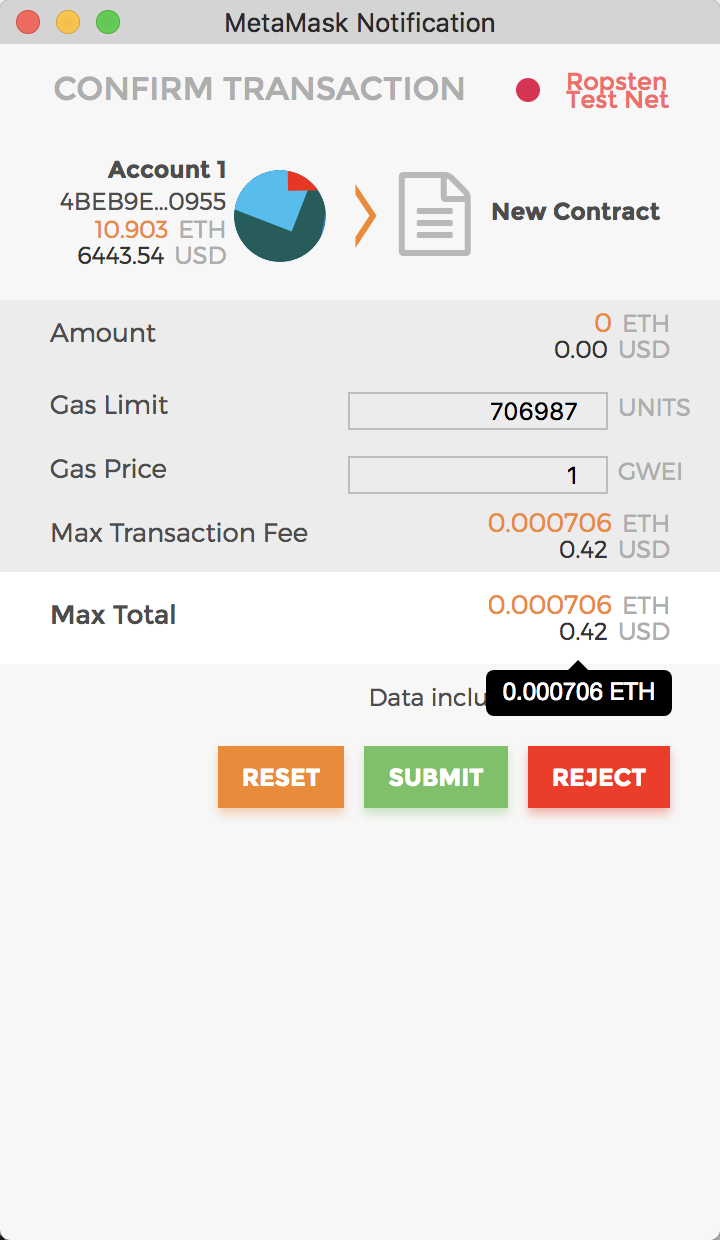 MetaMask Notification
CONFIRM TRANSACTION
Ropsten
Test Net
Account 1
4BEB9E...0955
10.903 ETH
6443.54 USD
New Contract
Amount
0 ETH
0.00 USD
Gas Limit
706987 UNITS
Gas Price
1 GWEI
Max Transaction Fee
0.000706 ETH
0.42 USD
Max Total
0.000706 ETH
0.42 USD
Data inclu
0.000706 ETH
RESET SUBMIT REJECT